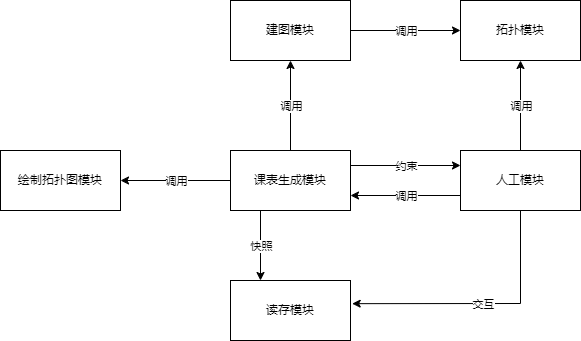 建图模块
调用
拓扑模块
调用
调用
绘制拓扑图模块
调用
课表生成模块
约束
调用
人工模块
快照
读存模块
交互